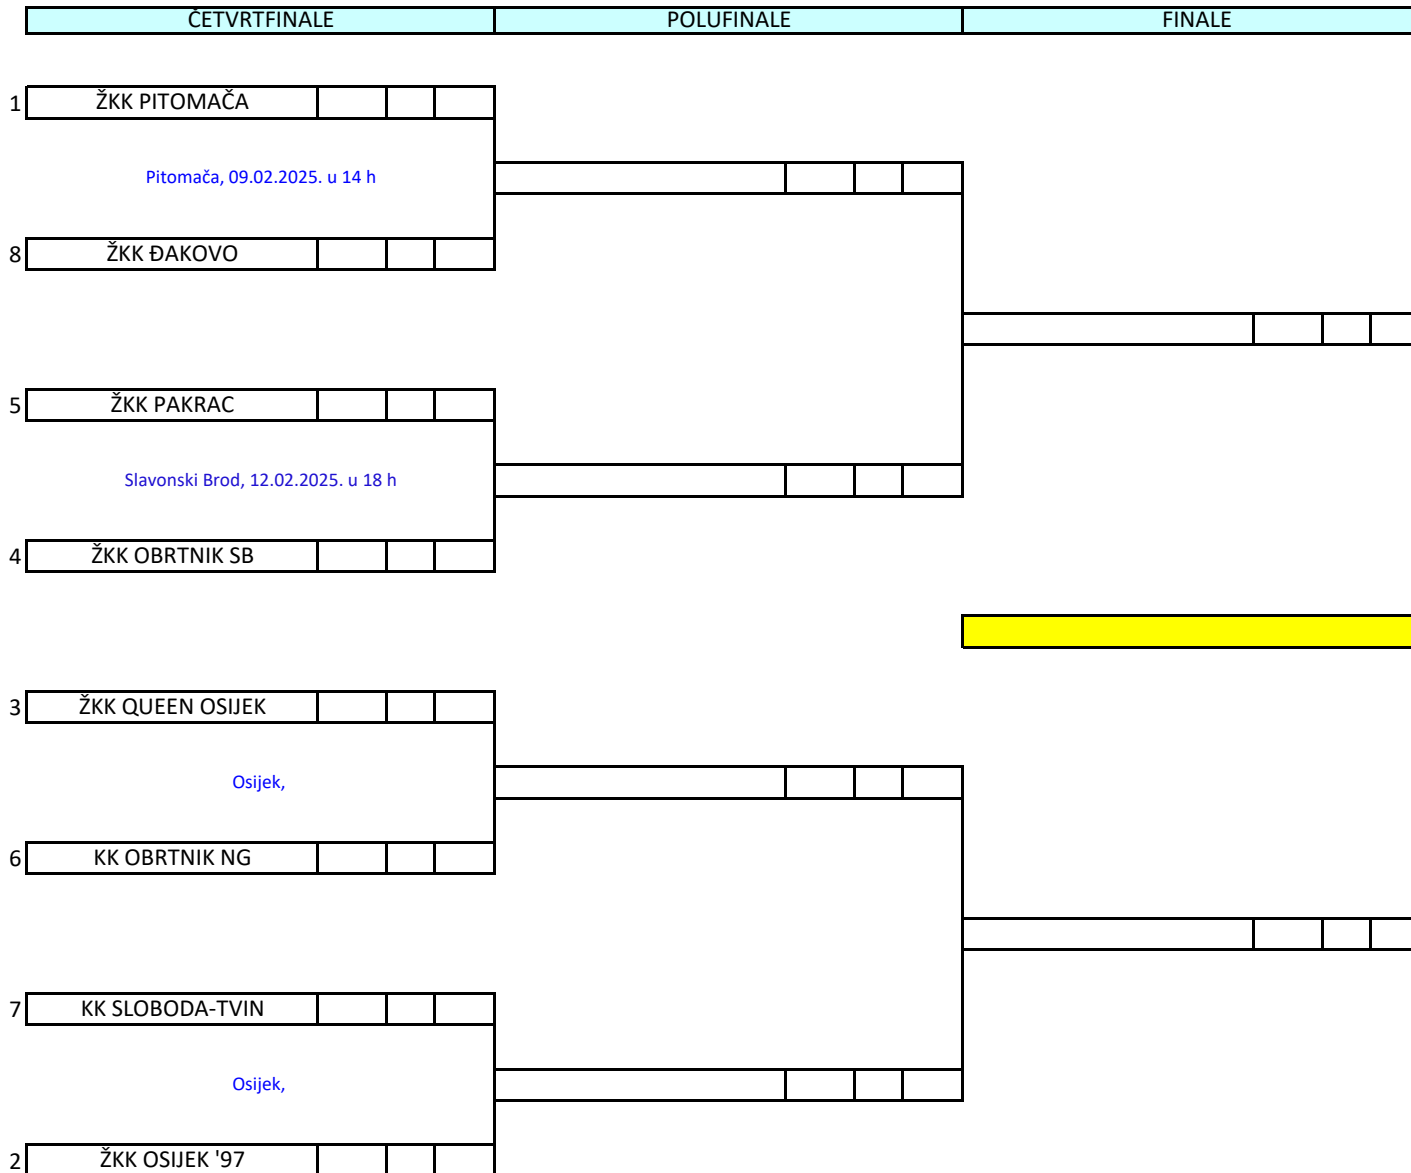 ČETVRTFINALE POLUFINALE FINALE
1 ŽKK PITOMAČA
Pitomača, 09.02.2025. u 14 h
8 ŽKK ĐAKOVO
5 ŽKK PAKRAC
Slavonski Brod, 12.02.2025. u 18 h
4 ŽKK OBRTNIK SB
3 ŽKK QUEEN OSIJEK
Osijek,
6 KK OBRTNIK NG
7 KK SLOBODA-TVIN
Osijek,
2 ŽKK OSIJEK '97